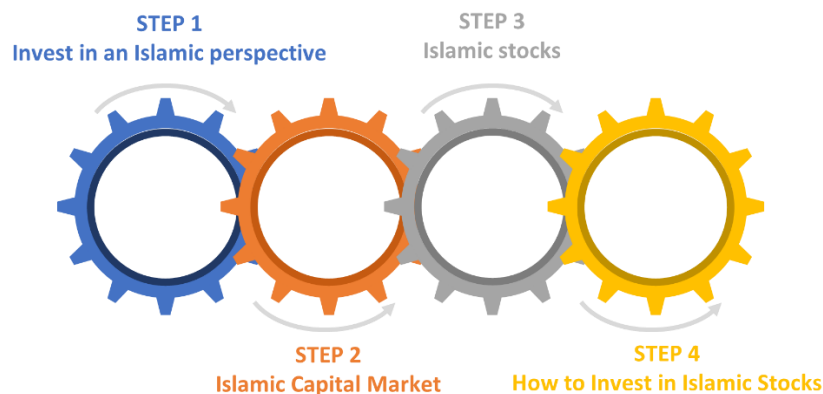 STEP 1
Invest in an Islamic perspective
STEP 2
Islamic Capital Market
STEP 3
Islamic stocks
STEP 4
How to Invest in Islamic Stocks